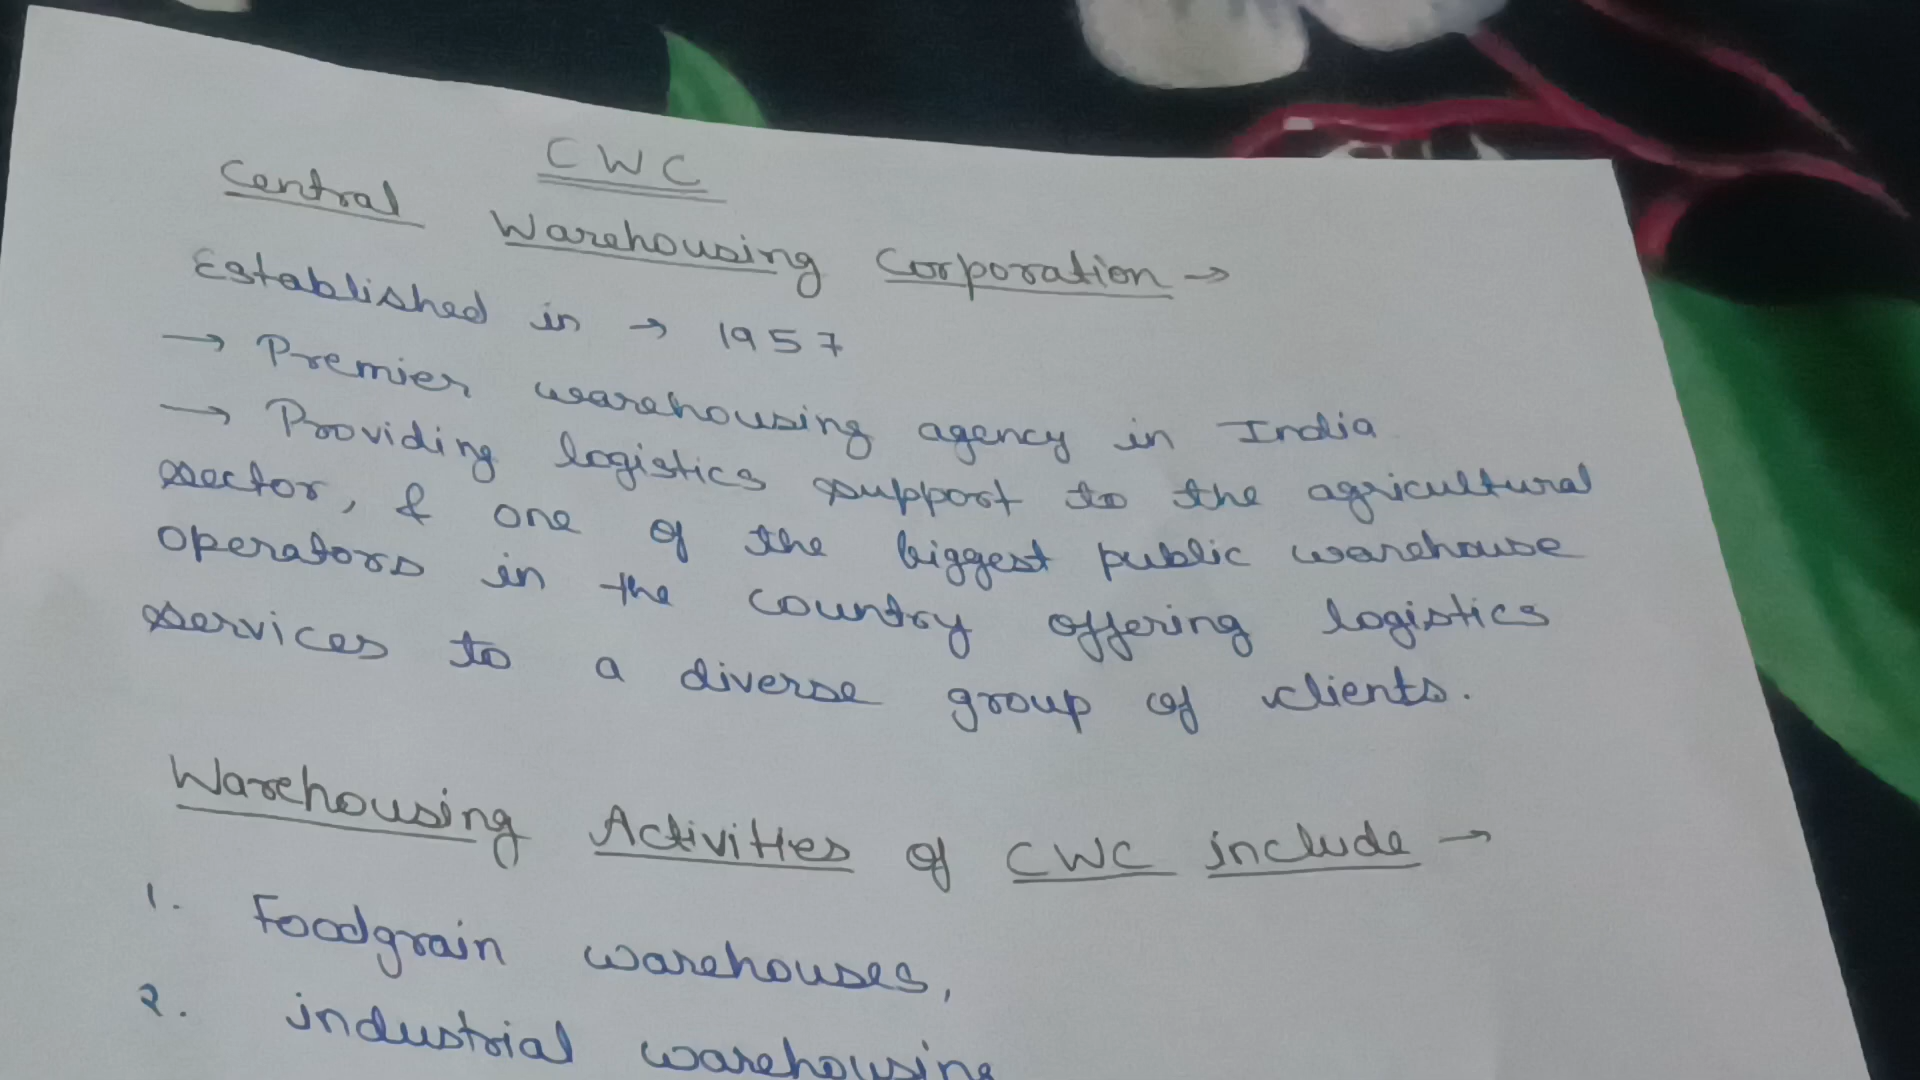 CWC
Central Warehousing Corporation →
Established in → 1957
→ Premier warehousing agency in India
→ Providing logistics support to the agricultural
sector, & one of the biggest public warehouse
operators in the country offering logistics
services to a diverse group of clients.
Warehousing Activities of CWC include →
1. Foodgrain warehouses,
2. industrial warehousing